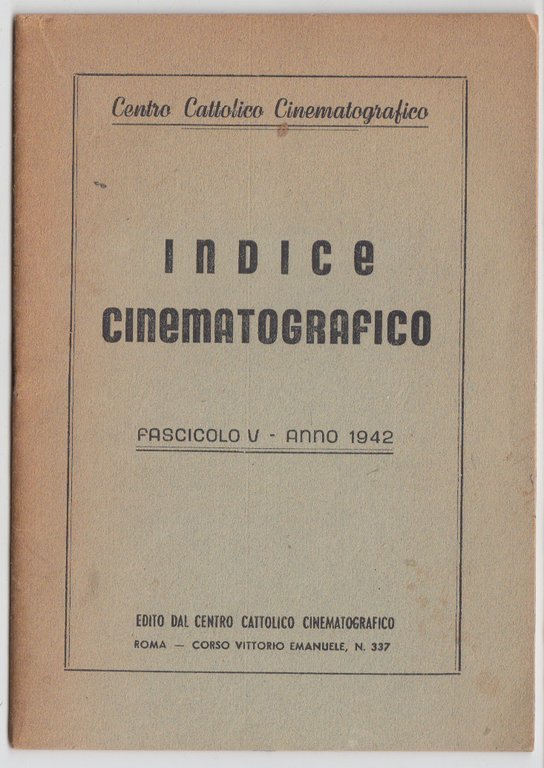 Centro Cattolico Cinematografico
INDICE
CINEMATOGRAFICO
FASCICOLO V - ANNO 1942
EDITO DAL CENTRO CATTOLICO CINEMATOGRAFICO
ROMA — CORSO VITTORIO EMANUELE, N. 337